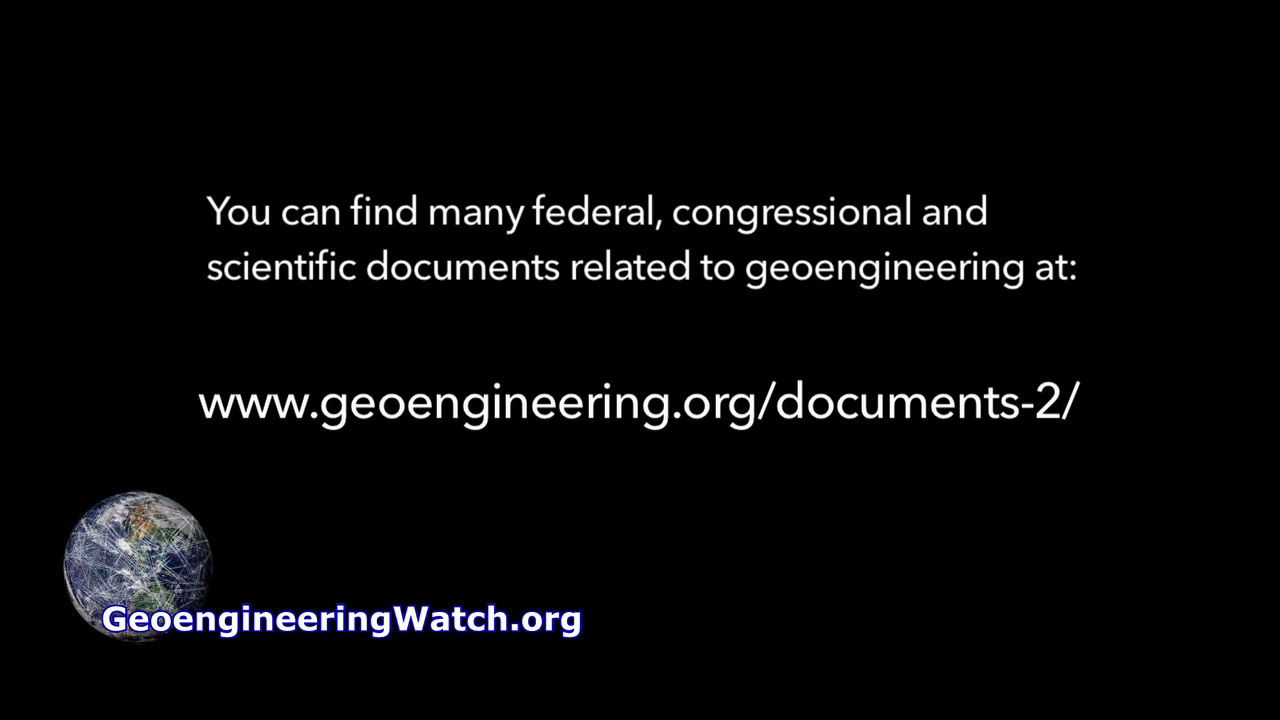 You can find many federal, congressional and
scientific documents related to geoengineering at:
www.geoengineering.org/documents-2/
GeoengineeringWatch.org